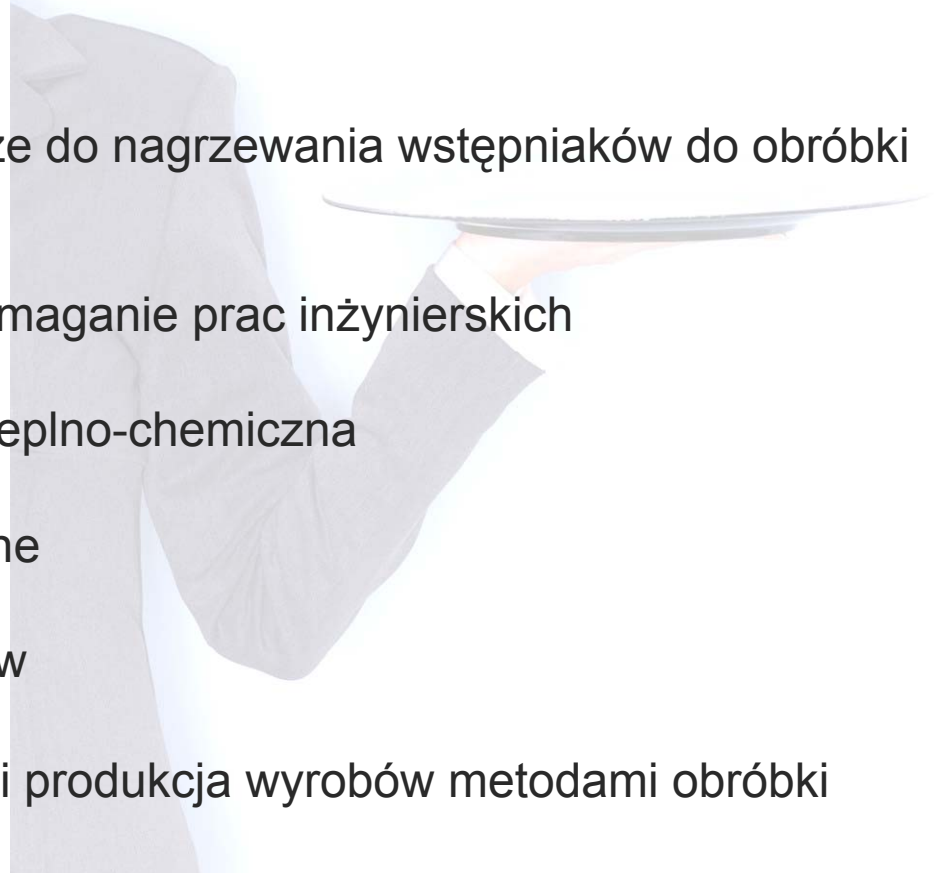 ze do nagrzewania wstępniaków do obróbki
maganie prac inżynierskich
eplno-chemiczna
ne
w
i produkcja wyrobów metodami obróbki